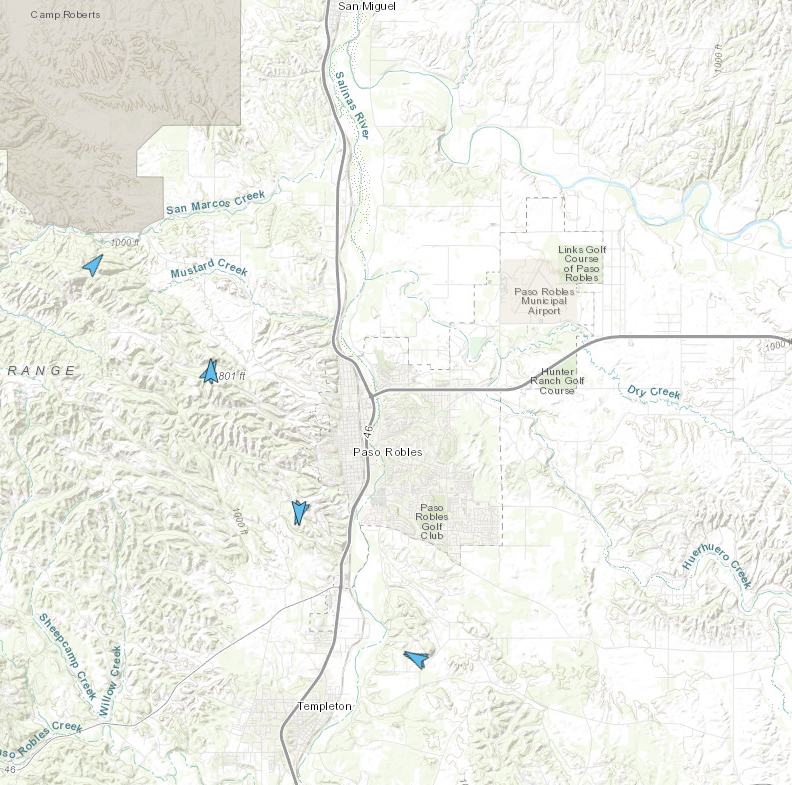 San Miguel
Camp Roberts
1000 ft
Salinas River
San Marcos Creek
1000 ft
Mustard Creek
Links Golf
Course
of Paso
Robles
Paso Robles
Municipal
Airport
1000 ft
RANGE
801 ft
Hunter
Ranch Golf
Course
Dry Creek
46
Paso Robles
1000 ft
Paso
Robles
Golf
Club
Huerhuero Creek
Sheepcamp Creek
Willow Creek
Templeton
aso Robles Creek
46